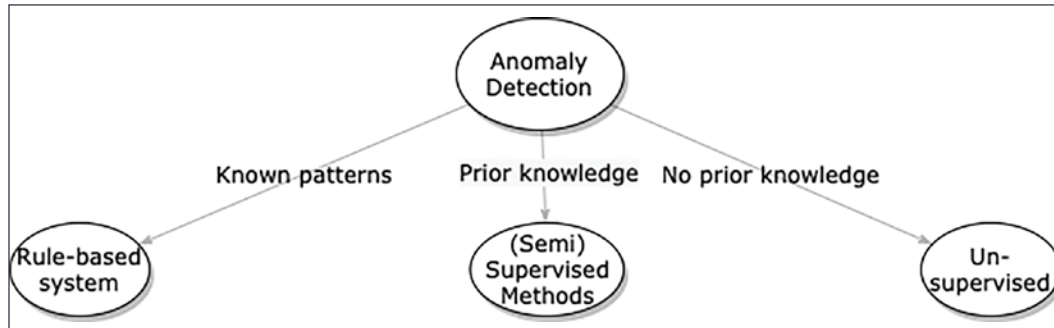 Anomaly
Detection
Known patterns
Prior knowledge
No prior knowledge
Rule-based
system
(Semi)
Supervised
Methods
Un-
supervised